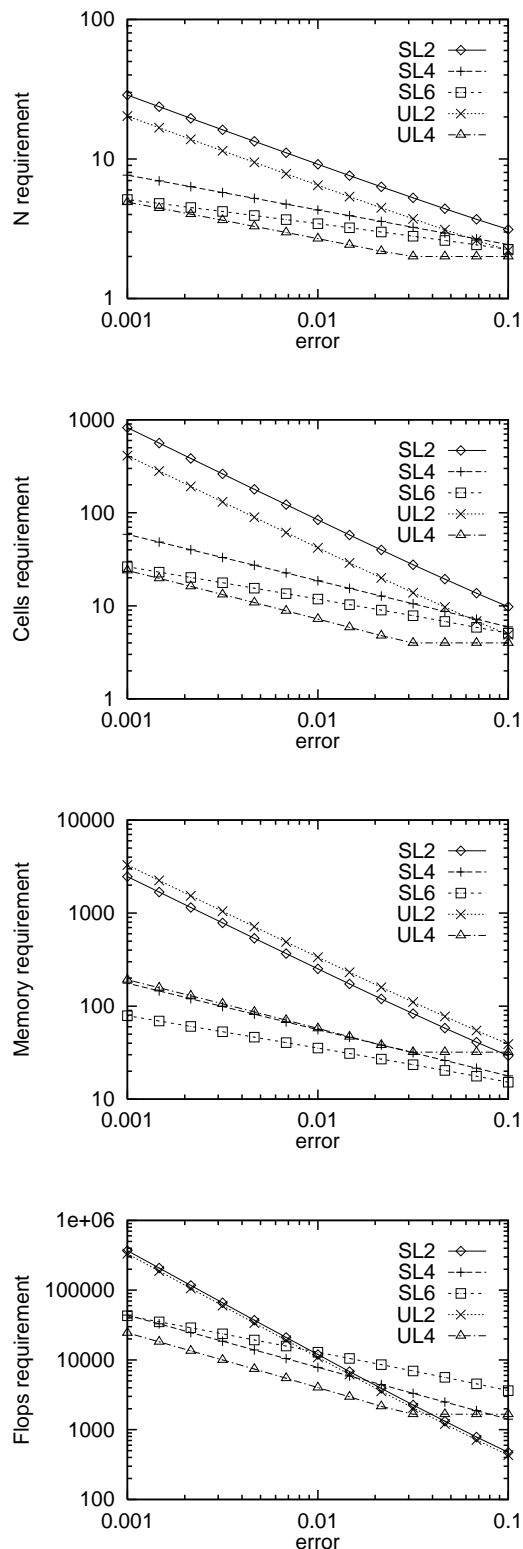 100
10
1
0.001 0.01 0.1
N requirement
error
SL2
SL4
SL6
UL2
UL4
1000
100
10
1
0.001 0.01 0.1
Cells requirement
error
SL2
SL4
SL6
UL2
UL4
10000
1000
100
10
0.001 0.01 0.1
Memory requirement
error
SL2
SL4
SL6
UL2
UL4
1e+06
100000
10000
1000
100
0.001 0.01 0.1
Flops requirement
error
SL2
SL4
SL6
UL2
UL4